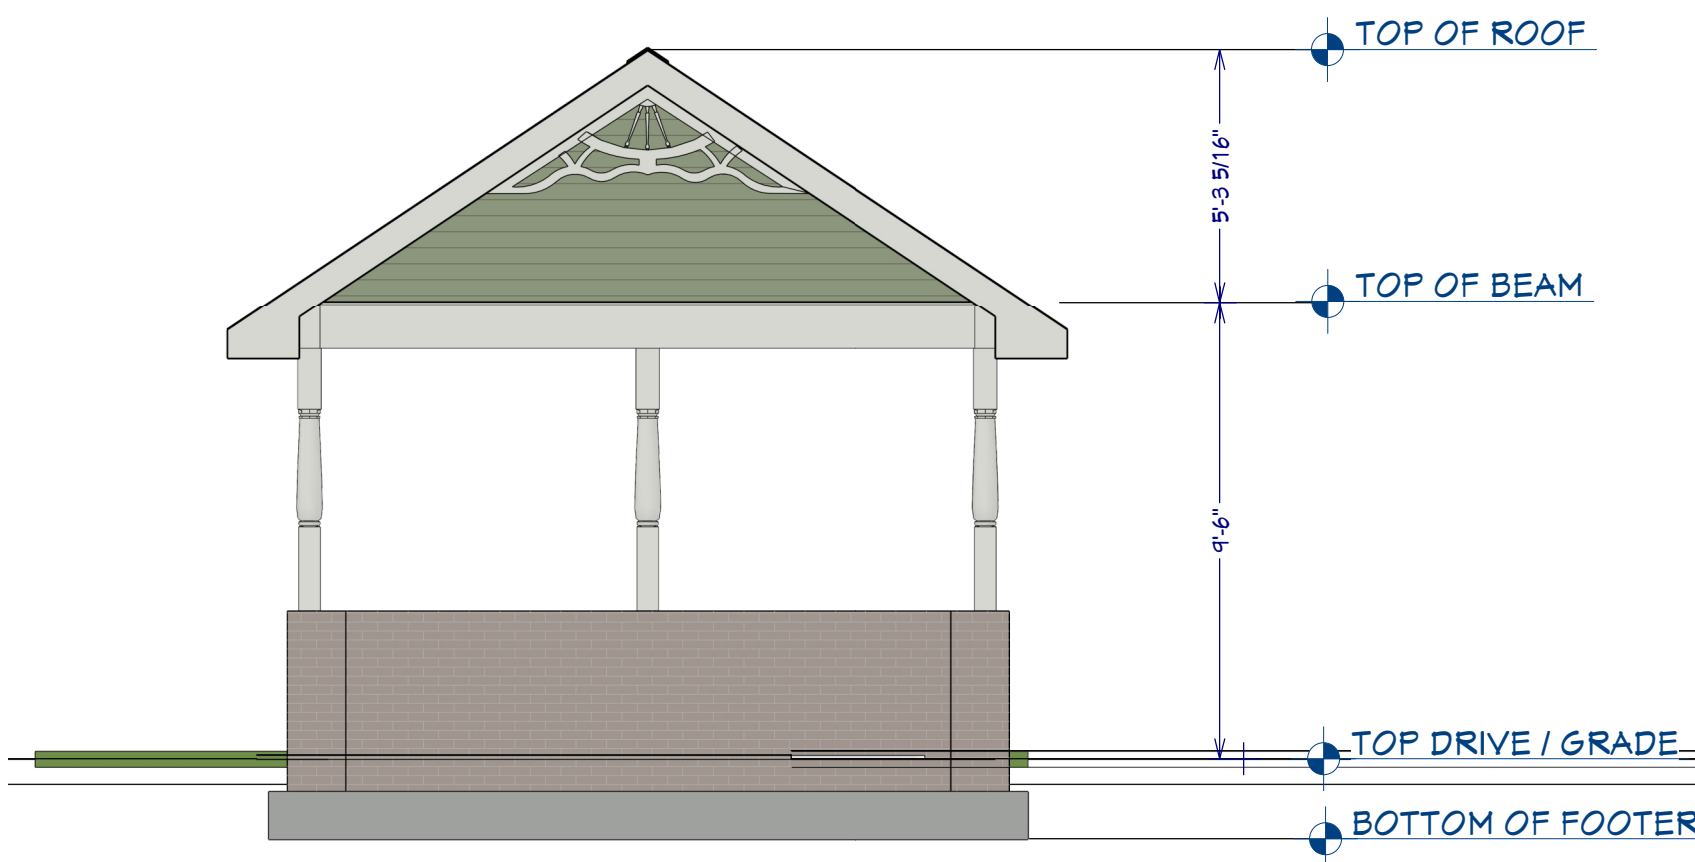 TOP OF ROOF
5'-3 5/16"
TOP OF BEAM
9'-6"
TOP DRIVE / GRADE
BOTTOM OF FOOTER